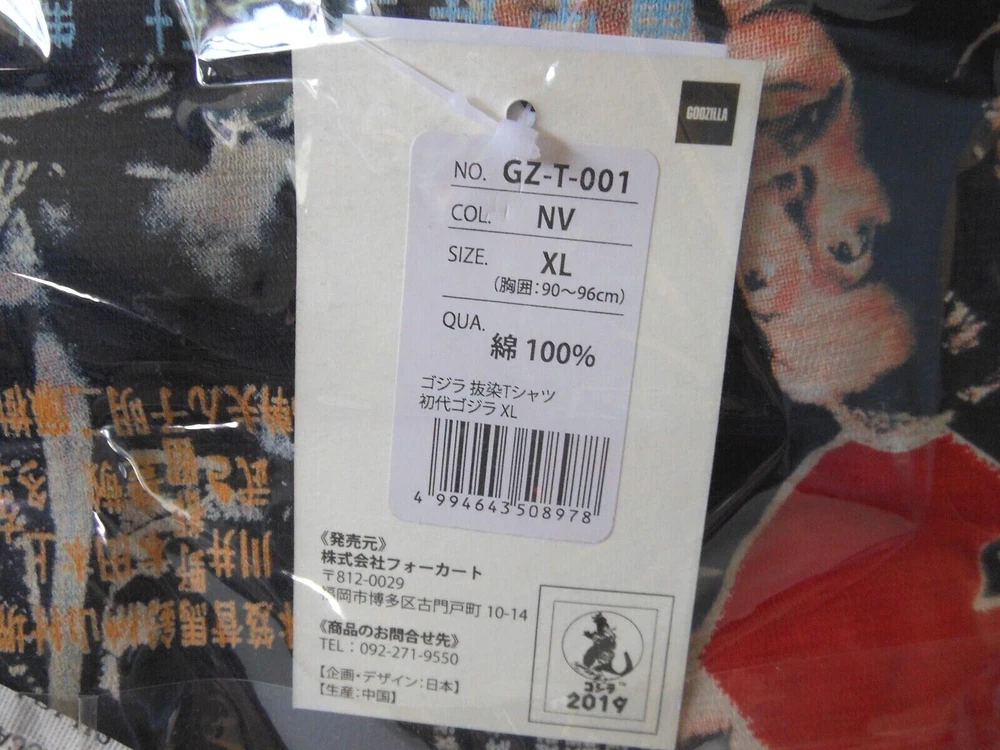 GODZILLA
NO. GZ-T-001
COL. NV
SIZE. XL
(胸囲:90～96cm)
QUA. 綿 100%
ゴジラ 抜染Tシャツ
初代ゴジラ XL
4 994643 508978
《発売元》
株式会社フォーカート
〒812-0029
福岡市博多区古門戸町 10-14
《商品のお問合せ先》
TEL：092-271-9550
【企画・デザイン：日本】
【生産：中国】
ゴジラ
2019